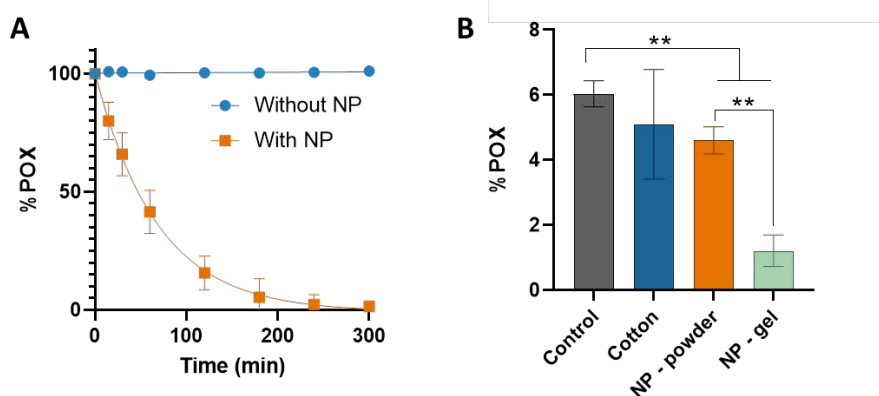 A
% POX
100
50
0
0
100
200
300
Time (min)
Without NP
With NP
B
% POX
8
6
4
2
0
**
**
Control
Cotton
NP - powder
NP - gel